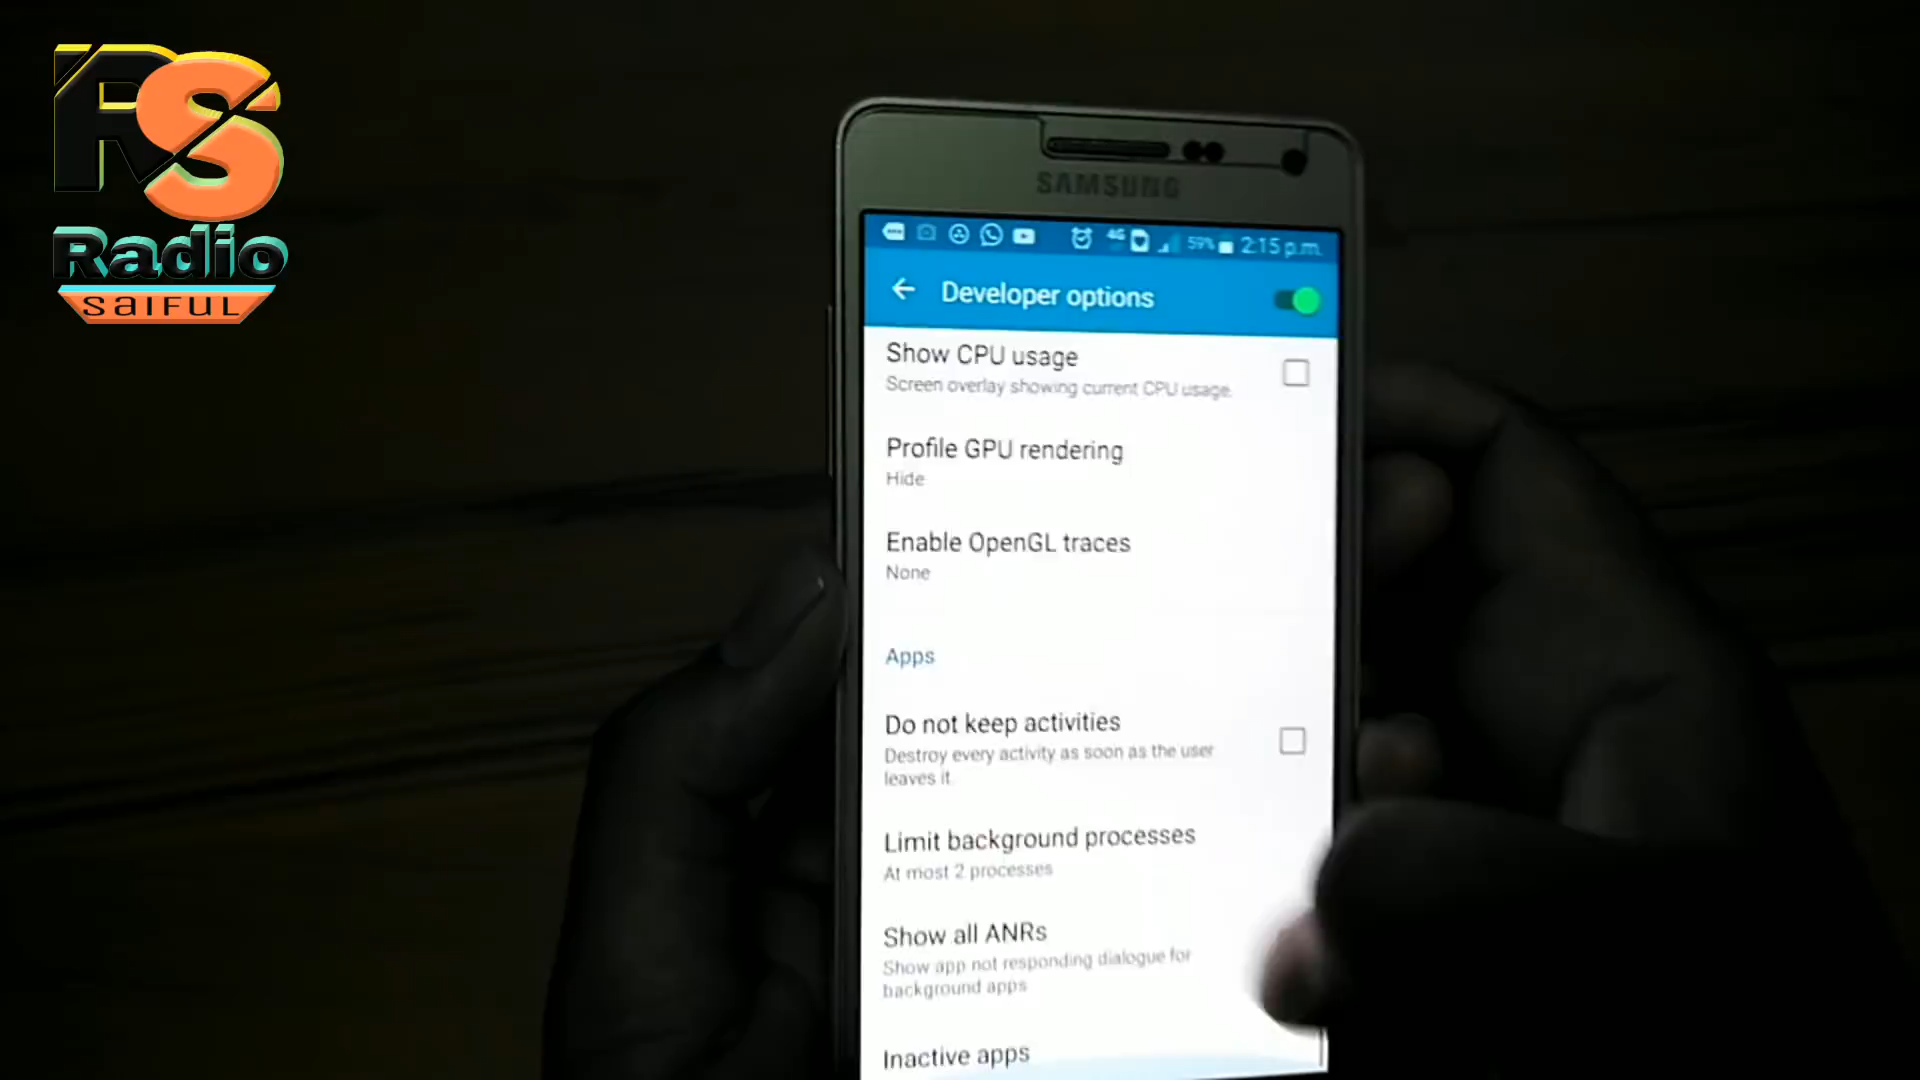 RS
Radio
SAIFUL
SAMSUNG
4G 59% 2:15 p.m.
Developer options
Show CPU usage
Screen overlay showing current CPU usage.
Profile GPU rendering
Hide
Enable OpenGL traces
None
Apps
Do not keep activities
Destroy every activity as soon as the user
leaves it.
Limit background processes
At most 2 processes
Show all ANRs
Show app not responding dialogue for
background apps
Inactive apps